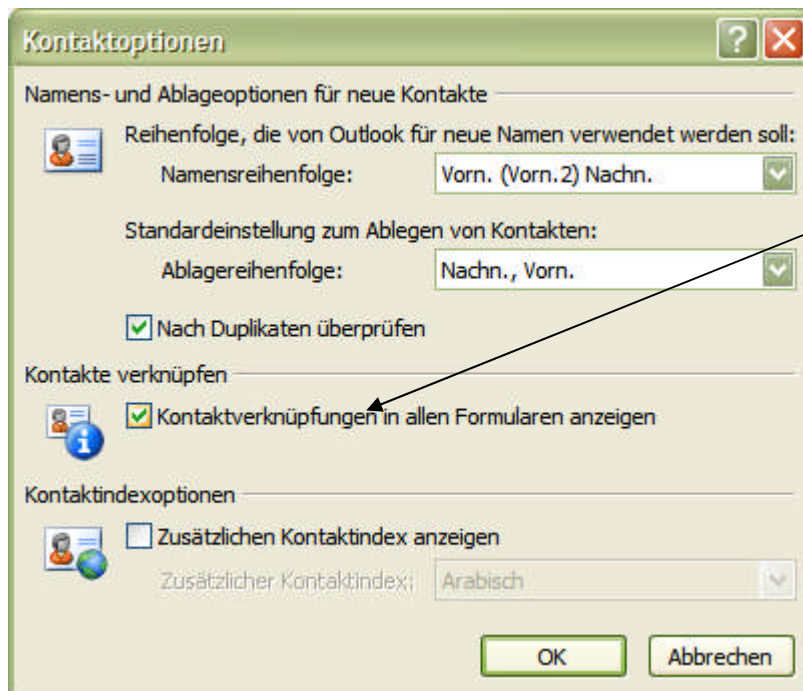 Kontaktoptionen
Namens- und Ablageoptionen für neue Kontakte
Reihenfolge, die von Outlook für neue Namen verwendet werden soll:
Namensreihenfolge: Vorn. (Vorn.2) Nachn.
Standardeinstellung zum Ablegen von Kontakten:
Ablagereihenfolge: Nachn., Vorn.
Nach Duplikaten überprüfen
Kontakte verknüpfen
Kontaktverknüpfungen in allen Formularen anzeigen
Kontaktindexoptionen
Zusätzlichen Kontaktindex anzeigen
Zusätzlicher Kontaktindex: Arabisch
OK Abbrechen